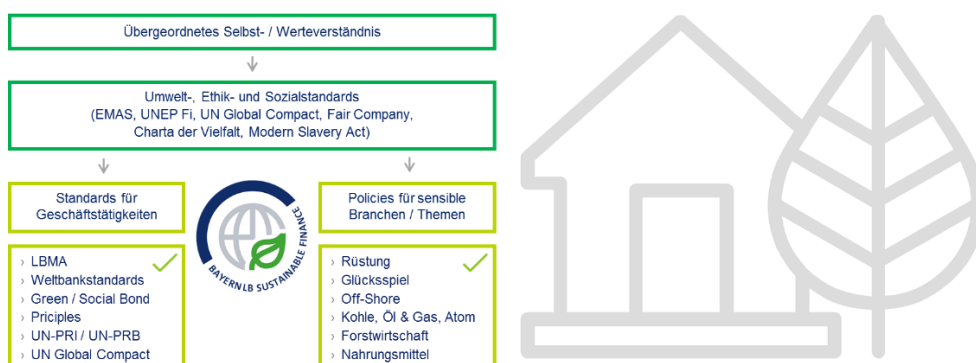 Übergeordnetes Selbst- / Werteverständnis
Umwelt-, Ethik- und Sozialstandards
(EMAS, UNEP Fi, UN Global Compact, Fair Company,
Charta der Vielfalt, Modern Slavery Act)
Standards für
Geschäftstätigkeiten
› LBMA
› Weltbankstandards
› Green / Social Bond
› Priciples
› UN-PRI / UN-PRB
› UN Global Compact
BAYERNLB SUSTAINABLE FINANCE
Policies für sensible
Branchen / Themen
› Rüstung
› Glücksspiel
› Off-Shore
› Kohle, Öl & Gas, Atom
› Forstwirtschaft
› Nahrungsmittel